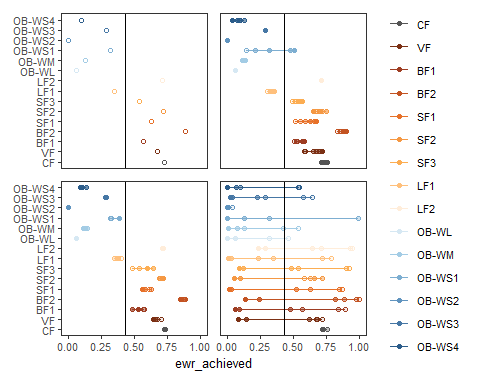 OB-WS4
OB-WS3
OB-WS2
OB-WS1
OB-WM
OB-WL
LF2
LF1
SF3
SF2
SF1
BF2
BF1
VF
CF
OB-WS4
OB-WS3
OB-WS2
OB-WS1
OB-WM
OB-WL
LF2
LF1
SF3
SF2
SF1
BF2
BF1
VF
CF
0.00 0.25 0.50 0.75 1.00 0.00 0.25 0.50 0.75 1.00
ewr_achieved
CF
VF
BF1
BF2
SF1
SF2
SF3
LF1
LF2
OB-WL
OB-WM
OB-WS1
OB-WS2
OB-WS3
OB-WS4